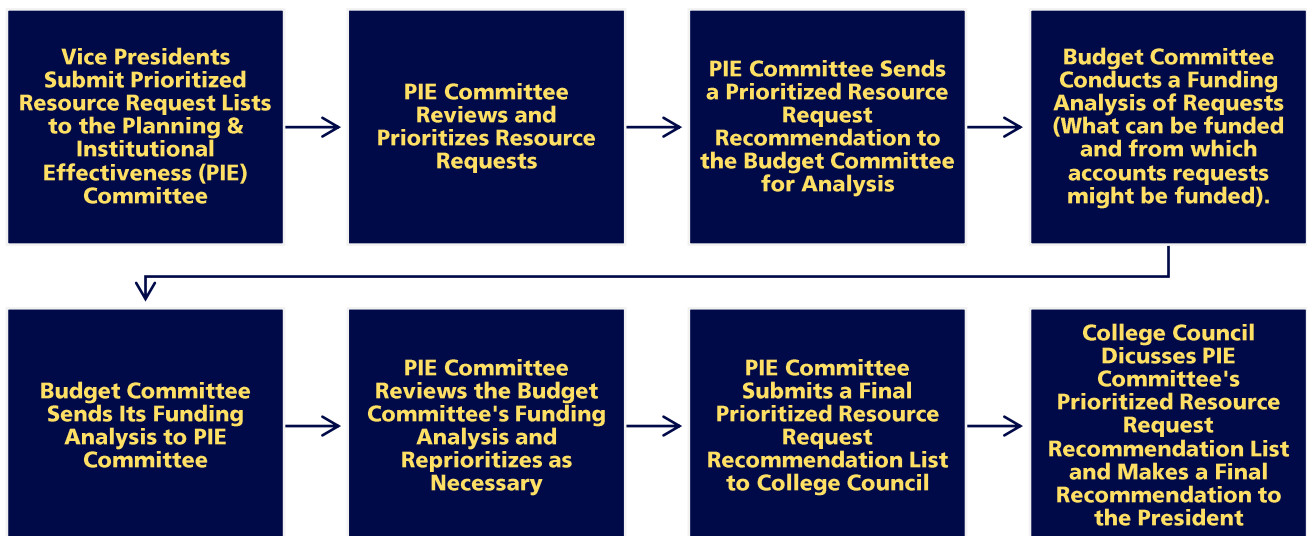 Vice Presidents
Submit Prioritized
Resource Request Lists
to the Planning &
Institutional
Effectiveness (PIE)
Committee
PIE Committee
Reviews and
Prioritizes Resource
Requests
PIE Committee Sends
a Prioritized Resource
Request
Recommendation to
the Budget Committee
for Analysis
Budget Committee
Conducts a Funding
Analysis of Requests
(What can be funded
and from which
accounts requests
might be funded).
Budget Committee
Sends Its Funding
Analysis to PIE
Committee
PIE Committee
Reviews the Budget
Committee's Funding
Analysis and
Reprioritizes as
Necessary
PIE Committee
Submits a Final
Prioritized Resource
Request
Recommendation List
to College Council
College Council
Dicusses PIE
Committee's
Prioritized Resource
Request
Recommendation List
and Makes a Final
Recommendation to
the President